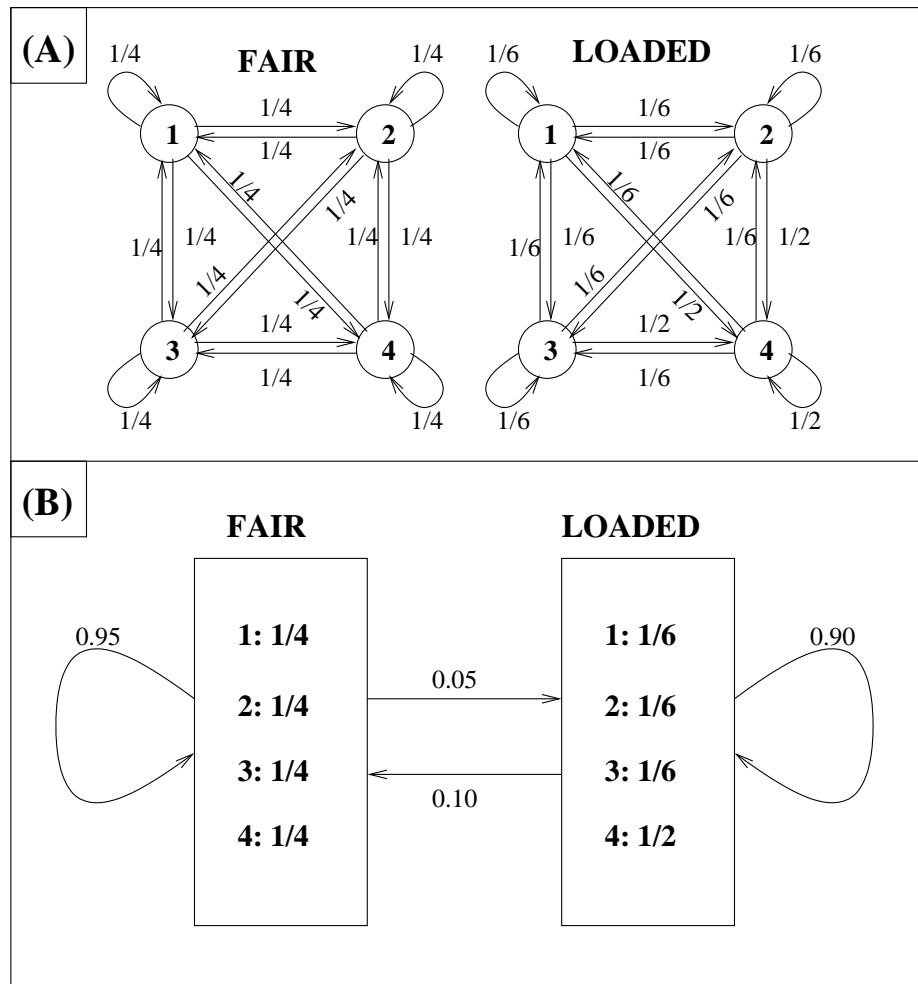 (A)
FAIR
LOADED
1/4 1/4 1/6 1/6
1/4 1/6
1 2 1 2
1/4 1/6
1/4 1/4 1/6 1/6
1/4 1/4 1/4 1/4 1/6 1/6 1/6 1/2
1/4 1/4 1/6 1/2
1/4 1/2
3 4 3 4
1/4 1/6
1/4 1/4 1/6 1/2
(B)
FAIR LOADED
0.95 1: 1/4 1: 1/6 0.90
0.05
2: 1/4 2: 1/6
3: 1/4 3: 1/6
0.10
4: 1/4 4: 1/2